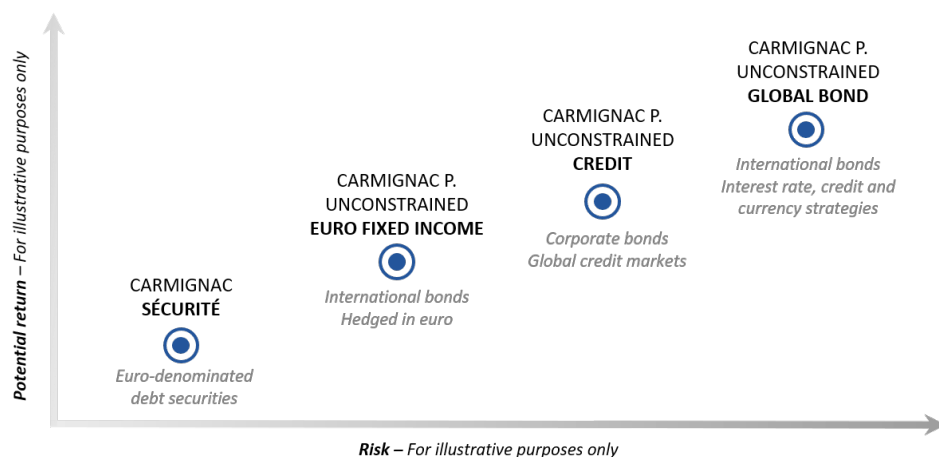 Potential return – For illustrative purposes only
CARMIGNAC
SÉCURITÉ
Euro-denominated
debt securities
CARMIGNAC P.
UNCONSTRAINED
EURO FIXED INCOME
International bonds
Hedged in euro
CARMIGNAC P.
UNCONSTRAINED
CREDIT
Corporate bonds
Global credit markets
CARMIGNAC P.
UNCONSTRAINED
GLOBAL BOND
International bonds
Interest rate, credit and
currency strategies
Risk – For illustrative purposes only